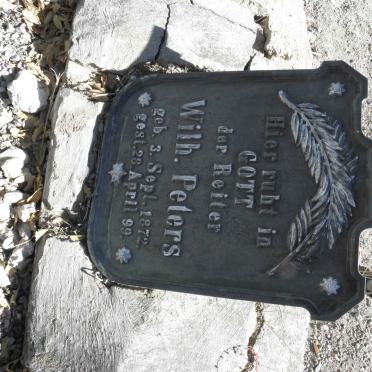 Hier ruht in
GOTT
der Reiter
Wilh. Peters
geb. 3. Sept. 1872
gest. 28. April 99.